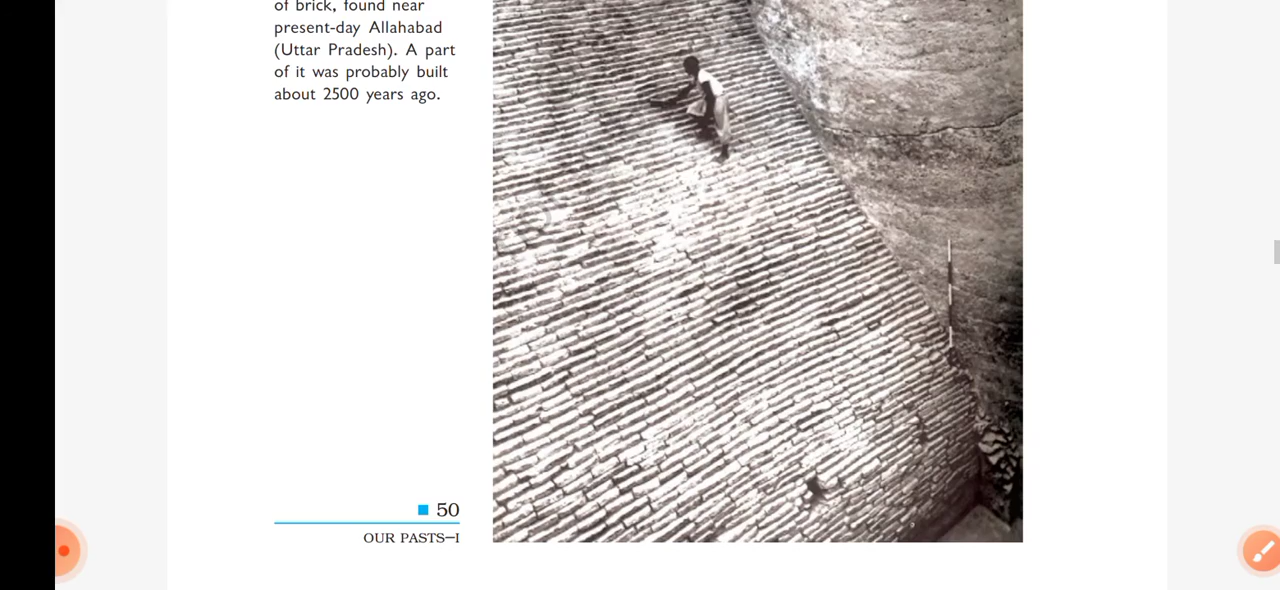 of brick, found near
present-day Allahabad
(Uttar Pradesh). A part
of it was probably built
about 2500 years ago.
50
OUR PASTS–I